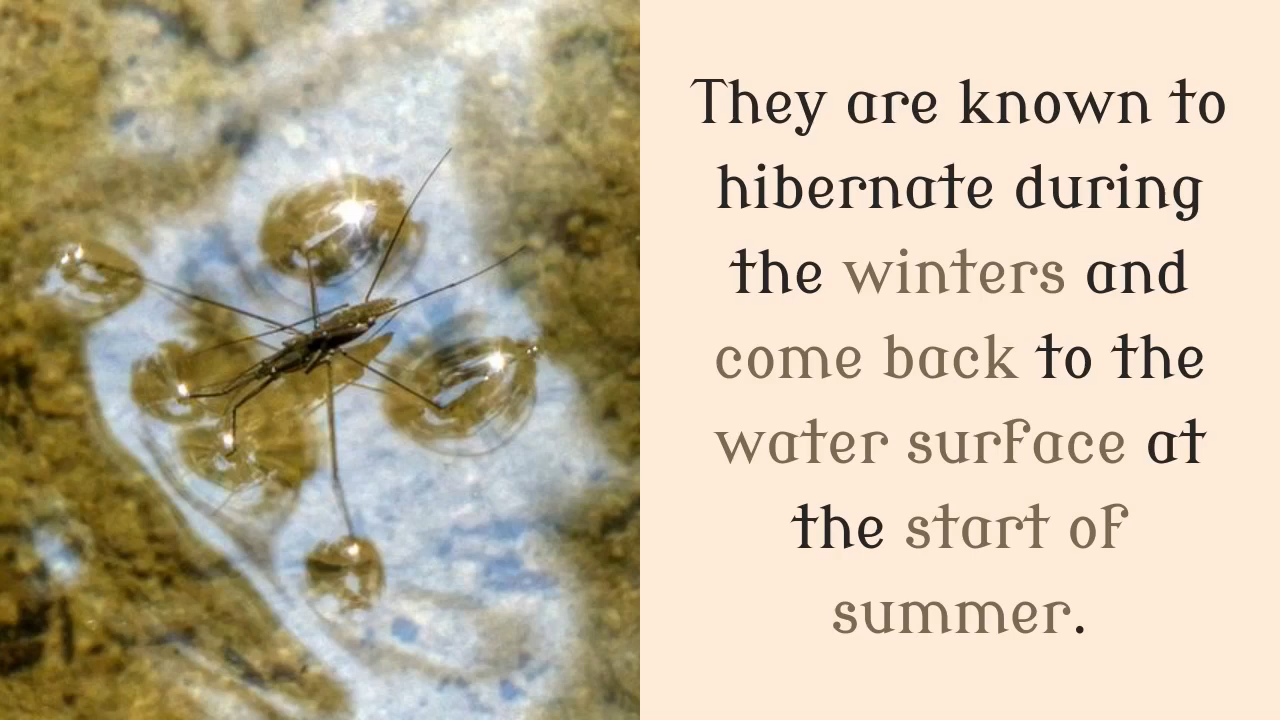 They are known to
hibernate during
the winters and
come back to the
water surface at
the start of
summer.